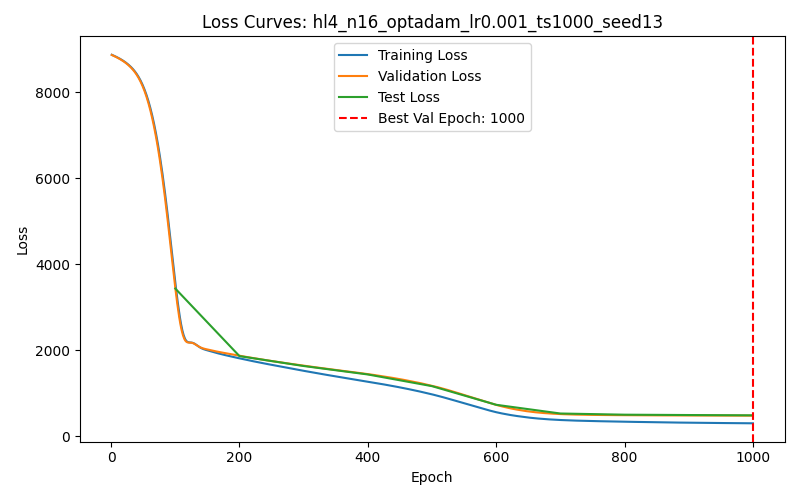 Loss Curves: hl4_n16_optadam_lr0.001_ts1000_seed13
Training Loss
Validation Loss
Test Loss
Best Val Epoch: 1000
Loss
8000
6000
4000
2000
0
0 200 400 600 800 1000
Epoch